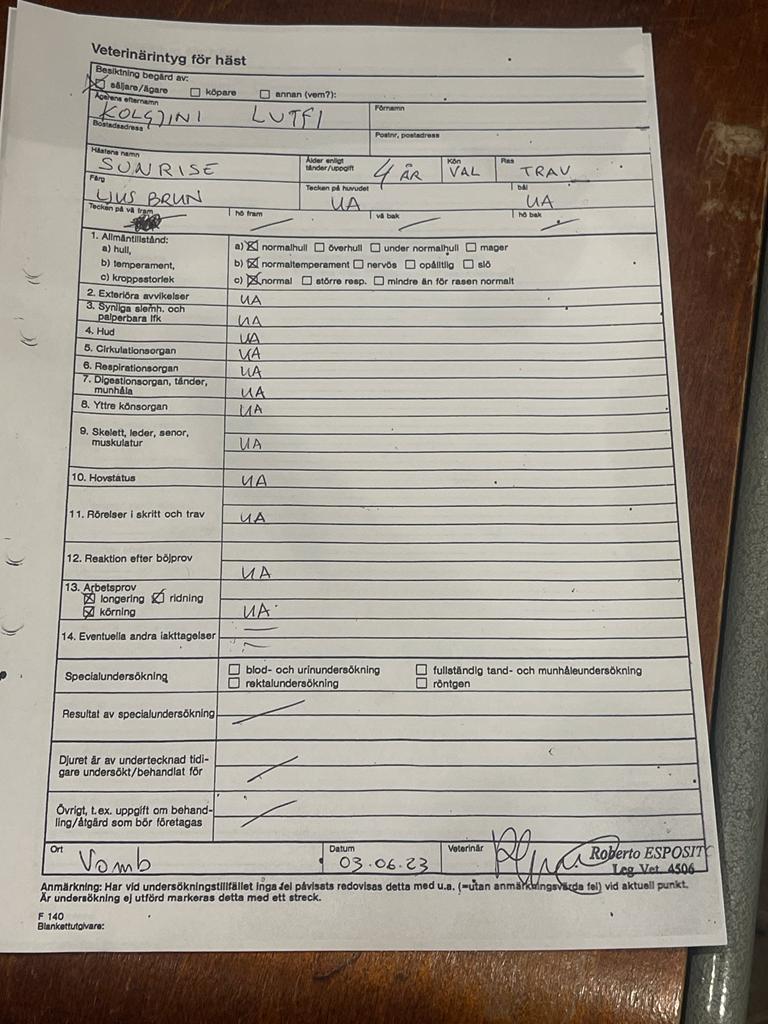 Veterinärintyg för häst
Besiktning begärd av:
säljare/ägare köpare annan (vem?):
Ägarens efternamn Förnamn
KOLGJINI LUTFI
Bostadsadress Postnr, postadress
Hästens namn Ålder enligt tänder/uppgift Kön Ras
SUNRISE 4 ÅR VAL TRAV
Färg Tecken på huvudet bål
LJUS BRUN UA UA
Tecken på vä fram hö fram vä bak hö bak
1. Allmäntillstånd:
a) hull, a) normalhull överhull under normalhull mager
b) temperament, b) normaltemperament nervös opålitlig slö
c) kroppsstorlek c) normal större resp. mindre än för rasen normalt
2. Exteriöra avvikelser UA
3. Synliga slemh. och
palperbara lfk UA
4. Hud UA
5. Cirkulationsorgan UA
6. Respirationsorgan UA
7. Digestionsorgan, tänder,
munhåla UA
8. Yttre könsorgan UA
9. Skelett, leder, senor,
muskulatur UA
10. Hovstatus UA
11. Rörelser i skritt och trav UA
12. Reaktion efter böjprov UA
13. Arbetsprov
longering ridning
körning UA
14. Eventuella andra iakttagelser
Specialundersökning blod- och urinundersökning fullständig tand- och munhåleundersökning
rektalundersökning röntgen
Resultat av specialundersökning
Djuret är av undertecknad tidi-
gare undersökt/behandlat för
Övrigt, t.ex. uppgift om behand-
ling/åtgärd som bör företagas
Ort Datum Veterinär
Vomb 03.06.23 Roberto ESPOSITO
Leg. Vet. 4506
Anmärkning: Har vid undersökningstillfället inga fel påvisats redovisas detta med u.a. (=utan anmärkningsvärda fel) vid aktuell punkt.
Är undersökning ej utförd markeras detta med ett streck.
F 140
Blankettutgivare: